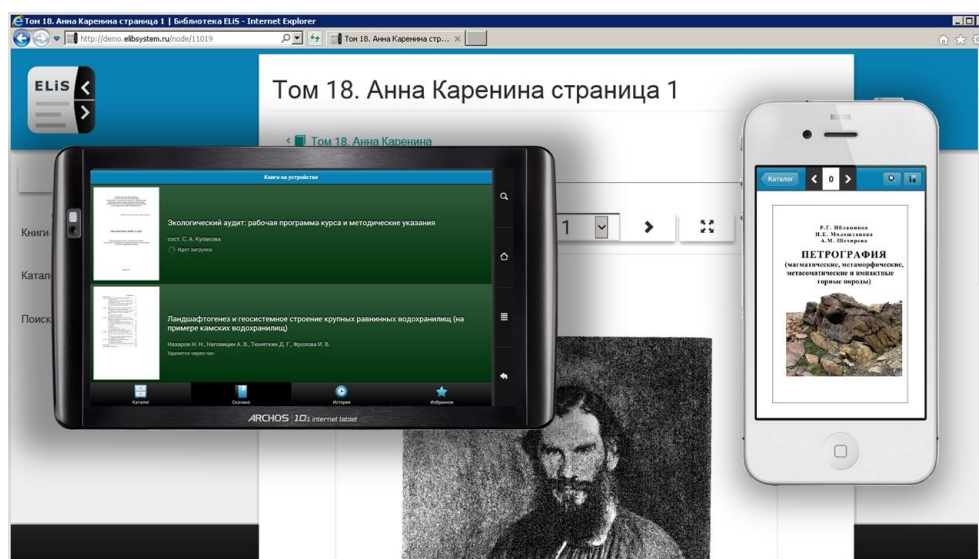 Том 18. Анна Каренина страница 1 | Библиотека ELiS - Internet Explorer
http://demo.elibsystem.ru/node/11019
Том 18. Анна Каренина стр...
ELiS
Том 18. Анна Каренина страница 1
Том 18. Анна Каренина
1
Книги
Катал
Поиск
Книги на устройстве
Экологический аудит: рабочая программа курса и методические указания
сост. С. А. Кулакова
Идет загрузка
Ландшафтогенез и геосистемное строение крупных равнинных водохранилищ (на
примере камских водохранилищ)
Назаров Н. Н., Наговицин А. В., Тюняткин Д. Г., Фролова И. В.
Удалится через час
Каталог
Скачано
История
Избранное
ARCHOS 101 internet tablet
Каталог
0
Р.Г. Ибламинов
П.Е. Молоштанова
А.М. Шетирева
ПЕТРОГРАФИЯ
(магматические, метаморфические,
метасоматические и импактные
горные породы)